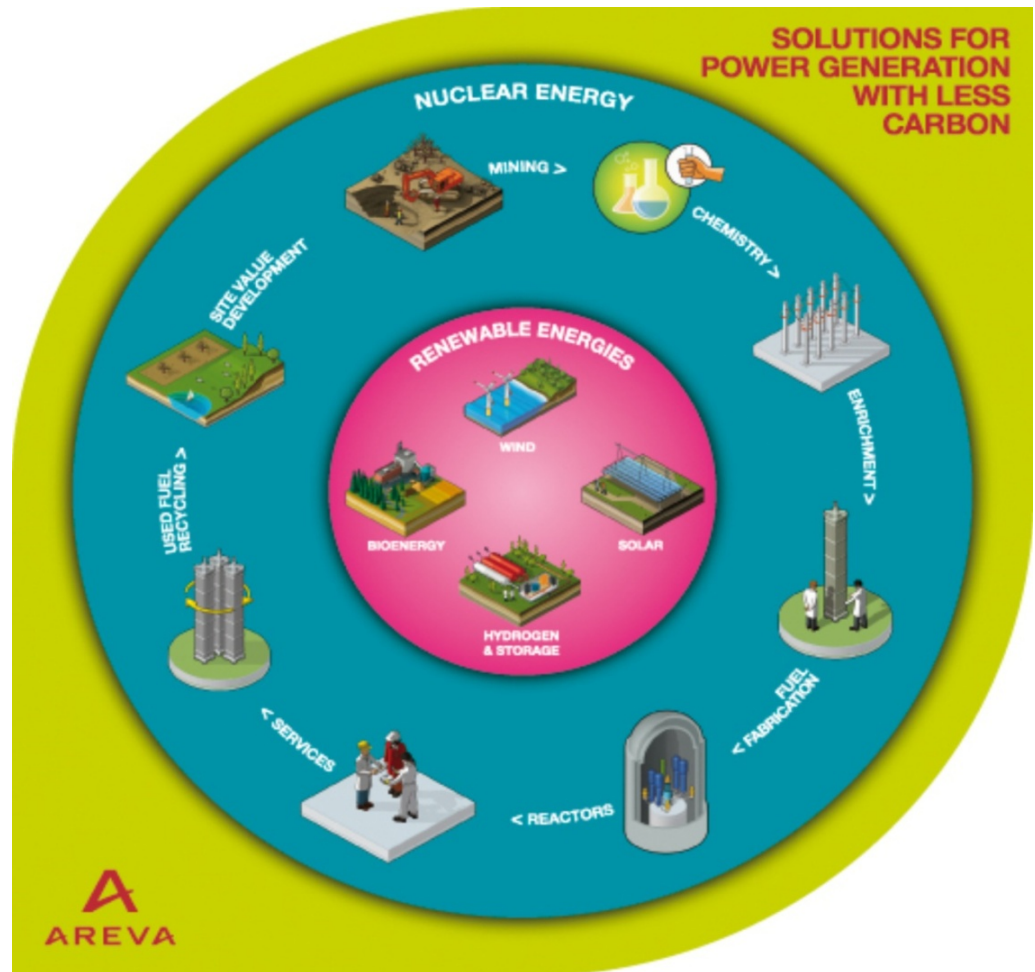 SOLUTIONS FOR
POWER GENERATION
WITH LESS
CARBON
NUCLEAR ENERGY
MINING >
CHEMISTRY >
ENRICHMENT >
FUEL
< FABRICATION
< REACTORS
< SERVICES
USED FUEL
RECYCLING >
SITE VALUE
DEVELOPMENT
RENEWABLE ENERGIES
WIND
SOLAR
HYDROGEN
& STORAGE
BIOENERGY
AREVA